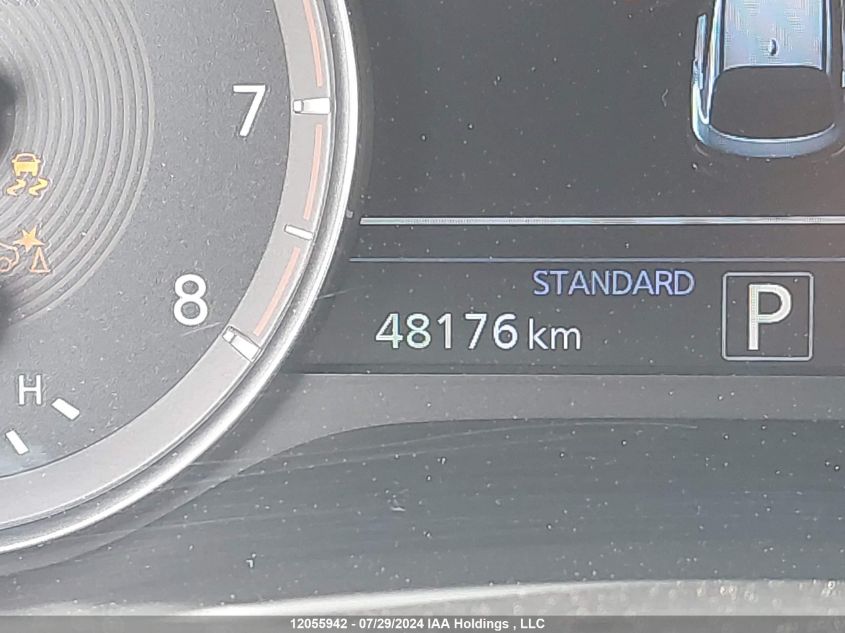 7
STANDARD
8
48176 km
P
H
12055942 - 07/29/2024 IAA Holdings , LLC